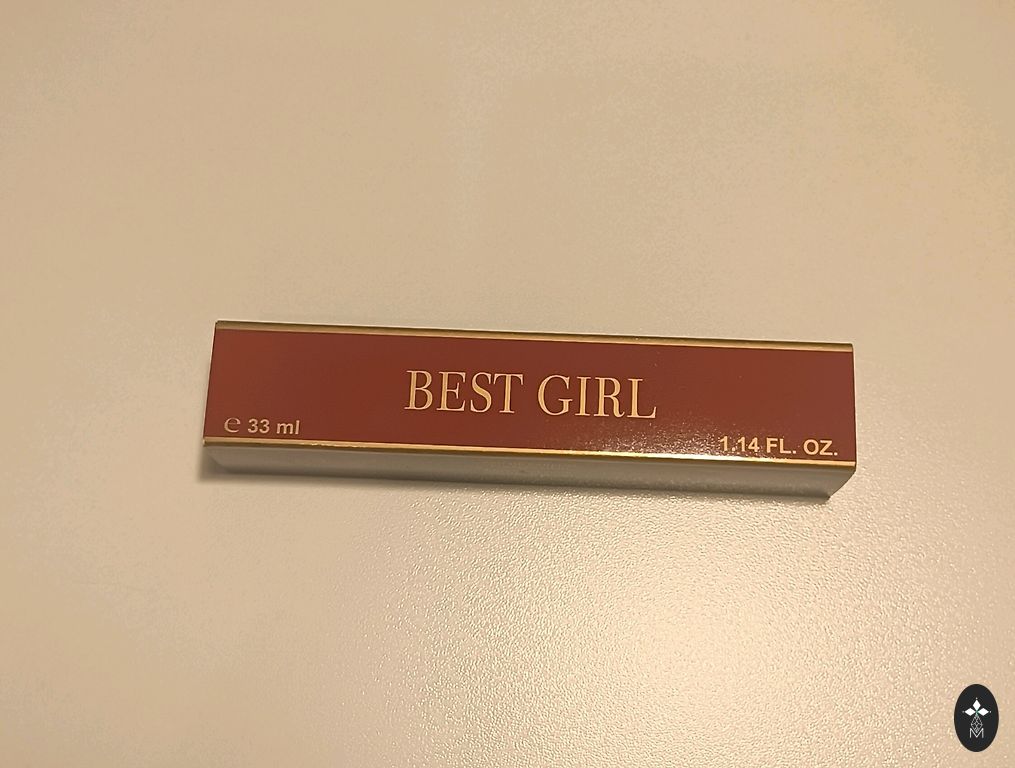 BEST GIRL
℮ 33 ml
1.14 FL. OZ.
M